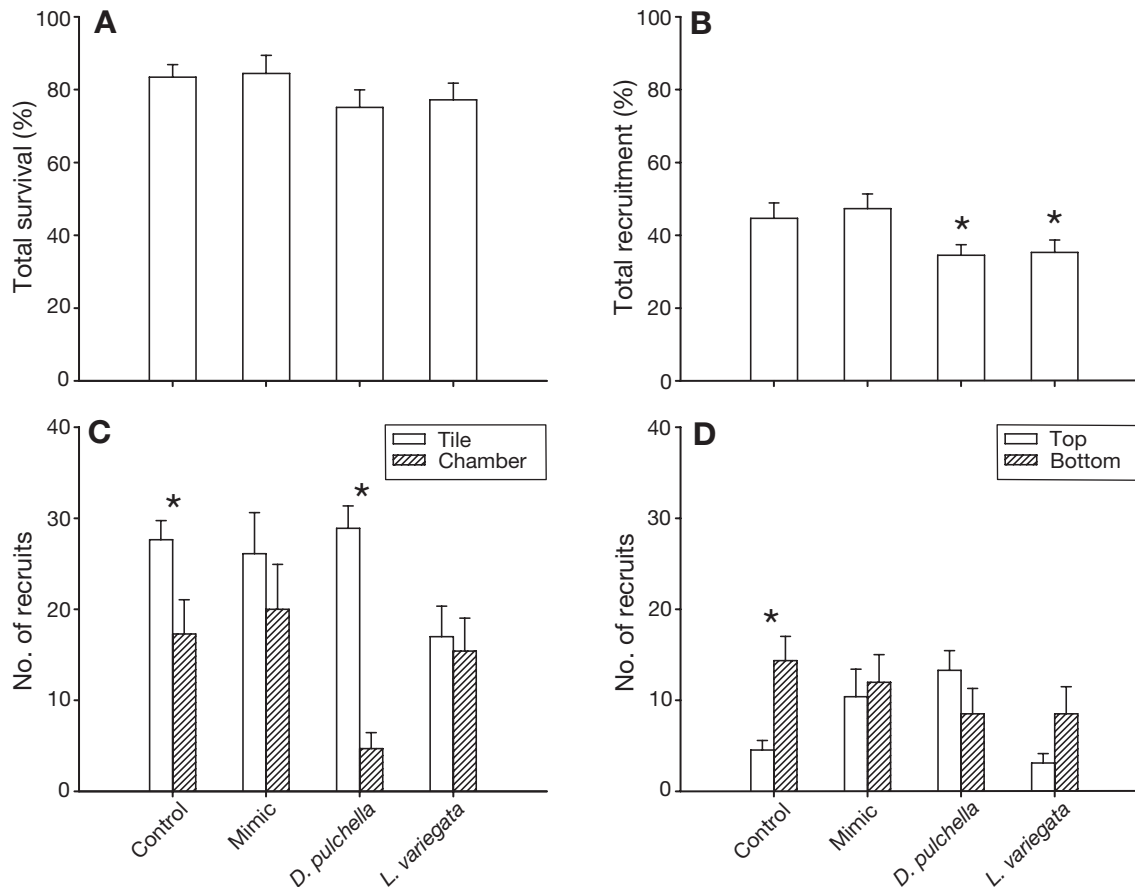 A
Total survival (%)
100
80
60
40
20
0
B
Total recruitment (%)
100
80
60
40
20
0
*
*
C
No. of recruits
40
30
20
10
0
Tile
Chamber
*
*
Control
Mimic
D. pulchella
L. variegata
D
No. of recruits
40
30
20
10
0
Top
Bottom
*
Control
Mimic
D. pulchella
L. variegata